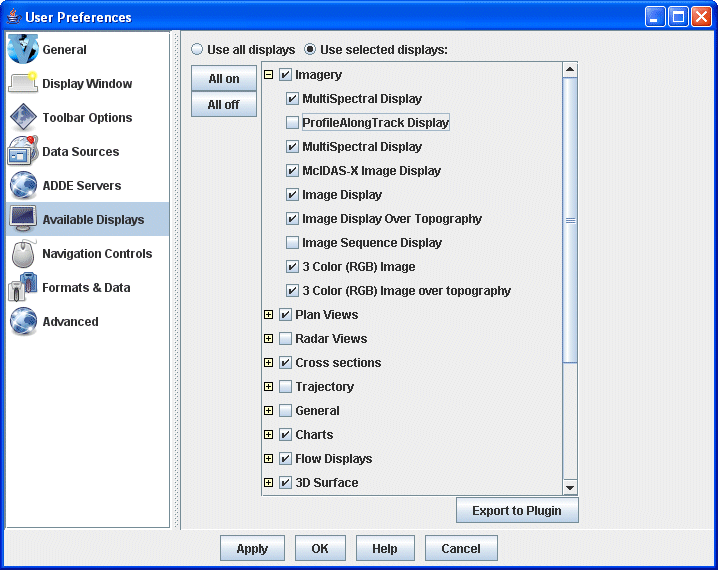 User Preferences
General
Display Window
Toolbar Options
Data Sources
ADDE Servers
Available Displays
Navigation Controls
Formats & Data
Advanced
Use all displays Use selected displays:
All on
All off
Imagery
MultiSpectral Display
ProfileAlongTrack Display
MultiSpectral Display
McIDAS-X Image Display
Image Display
Image Display Over Topography
Image Sequence Display
3 Color (RGB) Image
3 Color (RGB) Image over topography
Plan Views
Radar Views
Cross sections
Trajectory
General
Charts
Flow Displays
3D Surface
Export to Plugin
Apply OK Help Cancel